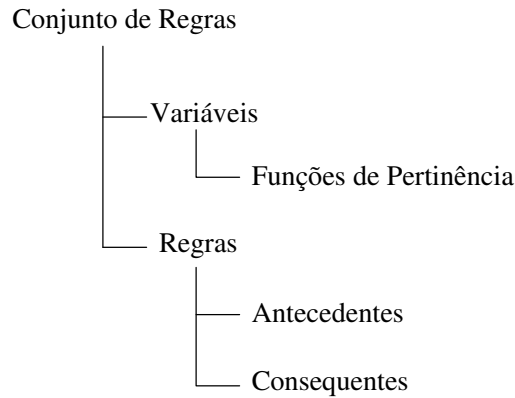 Conjunto de Regras
Variáveis
Funções de Pertinência
Regras
Antecedentes
Consequentes